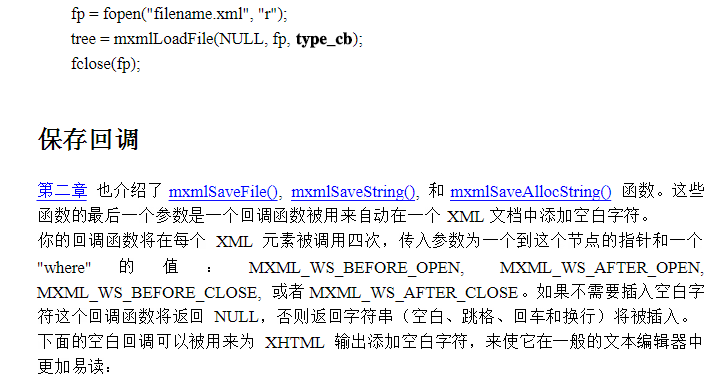 fp = fopen("filename.xml", "r");
tree = mxmlLoadFile(NULL, fp, type_cb);
fclose(fp);
保存回调
第二章 也介绍了 mxmlSaveFile(), mxmlSaveString(), 和 mxmlSaveAllocString() 函数。这些
函数的最后一个参数是一个回调函数被用来自动在一个 XML 文档中添加空白字符。
你的回调函数将在每个 XML 元素被调用四次，传入参数为一个到这个节点的指针和一个
"where" 的值：MXML_WS_BEFORE_OPEN, MXML_WS_AFTER_OPEN,
MXML_WS_BEFORE_CLOSE, 或者 MXML_WS_AFTER_CLOSE。如果不需要插入空白字
符这个回调函数将返回 NULL，否则返回字符串（空白、跳格、回车和换行）将被插入。
下面的空白回调可以被用来为 XHTML 输出添加空白字符，来使它在一般的文本编辑器中
更加易读：